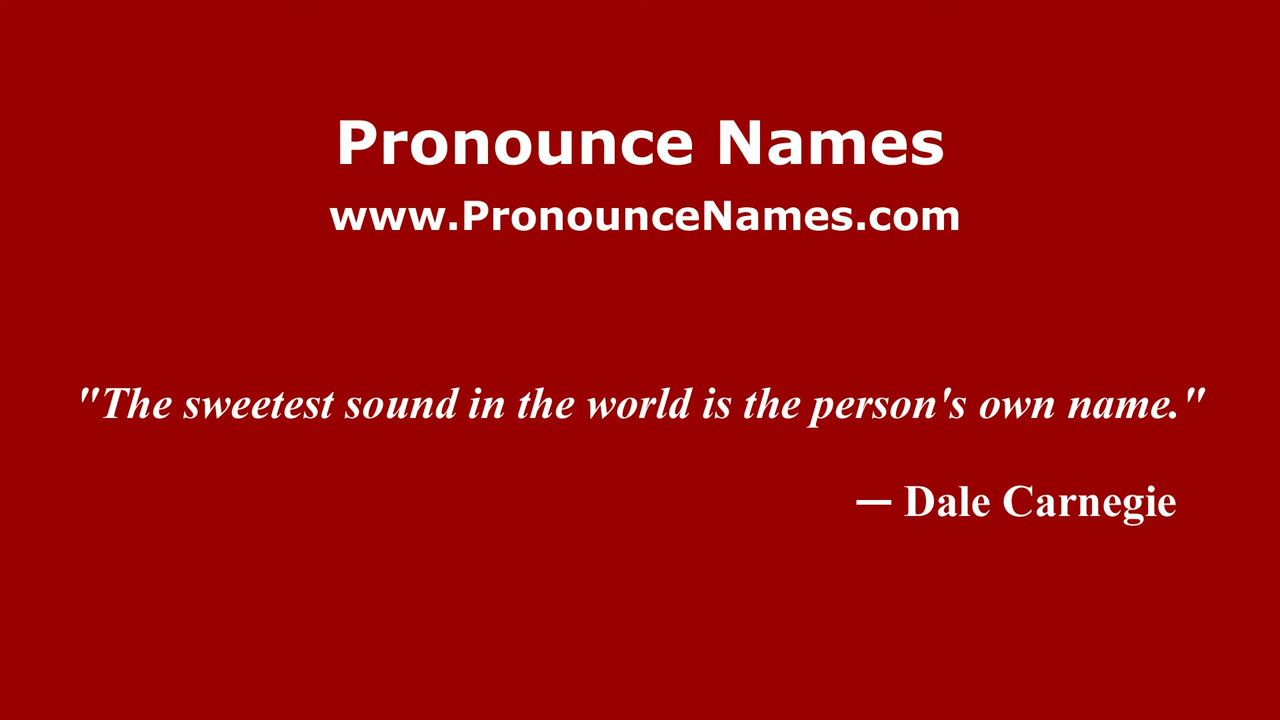 Pronounce Names
www.PronounceNames.com
"The sweetest sound in the world is the person's own name."
— Dale Carnegie